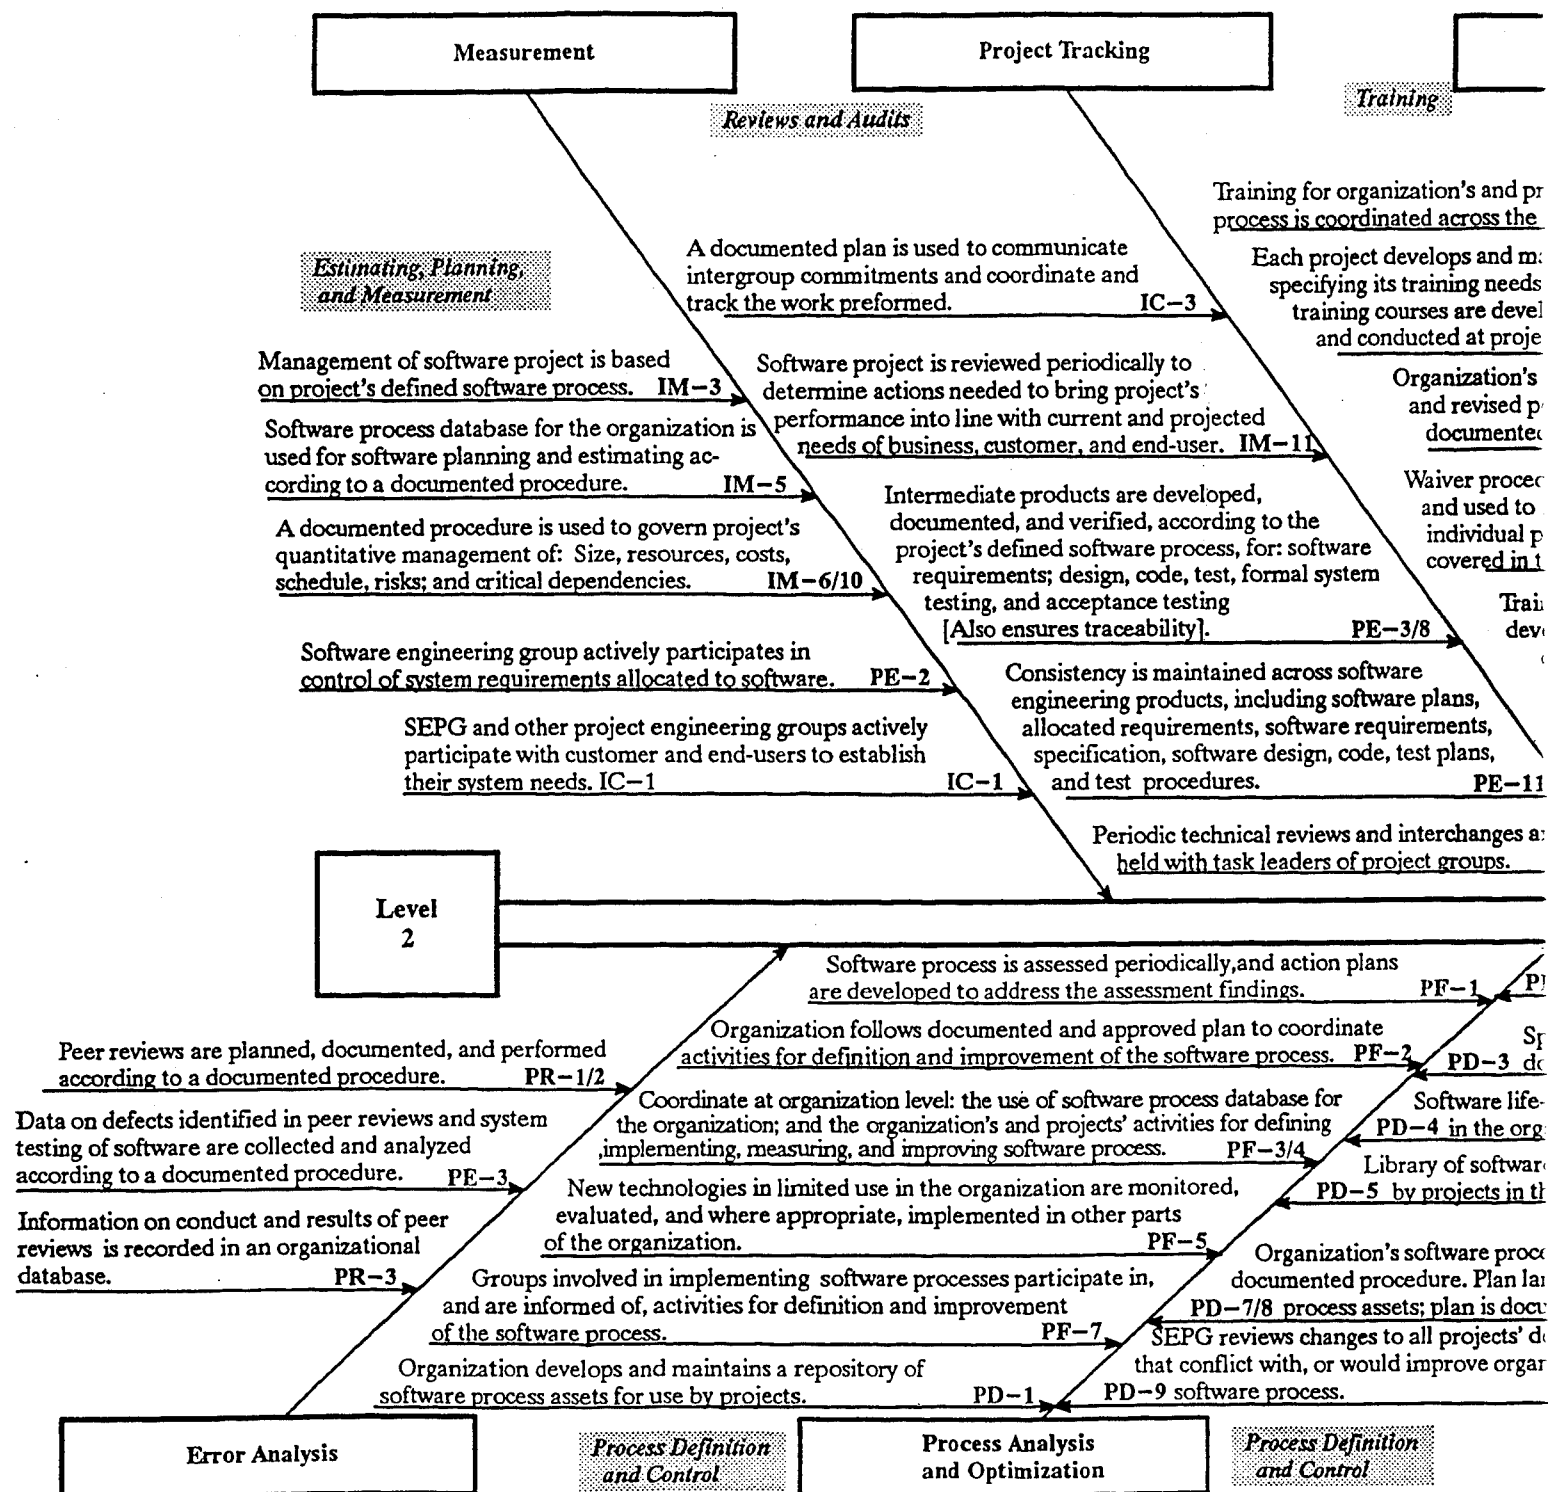 Measurement
Project Tracking
Training
Reviews and Audits
Training for organization's and
process is coordinated across the
A documented plan is used to communicate
intergroup commitments and coordinate and
track the work preformed. IC-3
Estimating, Planning,
and Measurement
Each project develops and
specifying its training needs
training courses are
and conducted at
Management of software project is based
on project's defined software process. IM-3
Software project is reviewed periodically to
determine actions needed to bring project's
performance into line with current and projected
needs of business, customer, and end-user. IM-11
Organization's
and revised
Software process database for the organization is
used for software planning and estimating ac-
cording to a documented procedure. IM-5
Waiver
and used to
individual
covered in
Intermediate products are developed,
documented, and verified, according to the
project's defined software process, for: software
requirements; design, code, test, formal system
testing, and acceptance testing
[Also ensures traceability]. PE-3/8
A documented procedure is used to govern project's
quantitative management of: Size, resources, costs,
schedule, risks; and critical dependencies. IM-6/10
Software engineering group actively participates in
control of system requirements allocated to software. PE-2
Consistency is maintained across software
engineering products, including software plans,
allocated requirements, software requirements,
specification, software design, code, test plans,
and test procedures. PE-11
SEPG and other project engineering groups actively
participate with customer and end-users to establish
their system needs. IC-1 IC-1
Periodic technical reviews and interchanges
held with task leaders of project groups.
Level
2
Software process is assessed periodically,and action plans
are developed to address the assessment findings. PF-1
Organization follows documented and approved plan to coordinate
activities for definition and improvement of the software process. PF-2
PD-3
Peer reviews are planned, documented, and performed
according to a documented procedure. PR-1/2
Coordinate at organization level: the use of software process database for
the organization; and the organization's and projects' activities for defining
,implementing, measuring, and improving software process. PF-3/4
Software life-
PD-4 in the
Data on defects identified in peer reviews and system
testing of software are collected and analyzed
according to a documented procedure. PE-3
Library of
PD-5 by projects in
New technologies in limited use in the organization are monitored,
evaluated, and where appropriate, implemented in other parts
of the organization. PF-5
Information on conduct and results of peer
reviews is recorded in an organizational
database. PR-3
Organization's software
documented procedure. Plan
PD-7/8 process assets; plan is
Groups involved in implementing software processes participate in,
and are informed of, activities for definition and improvement
of the software process. PF-7
SEPG reviews changes to all projects'
that conflict with, or would improve
PD-9 software process.
Organization develops and maintains a repository of
software process assets for use by projects. PD-1
Error Analysis
Process Definition
and Control
Process Analysis
and Optimization
Process Definition
and Control